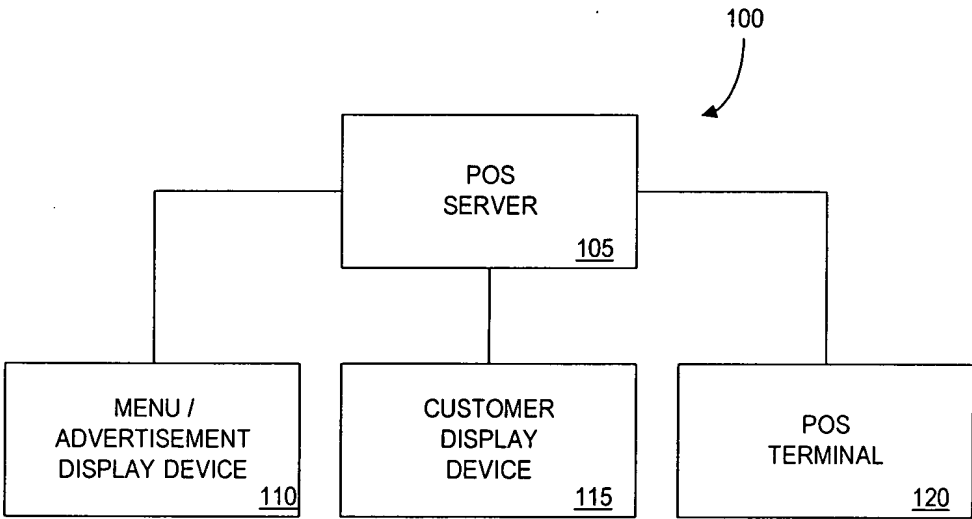 100
POS
SERVER
105
MENU /
ADVERTISEMENT
DISPLAY DEVICE
110
CUSTOMER
DISPLAY
DEVICE
115
POS
TERMINAL
120